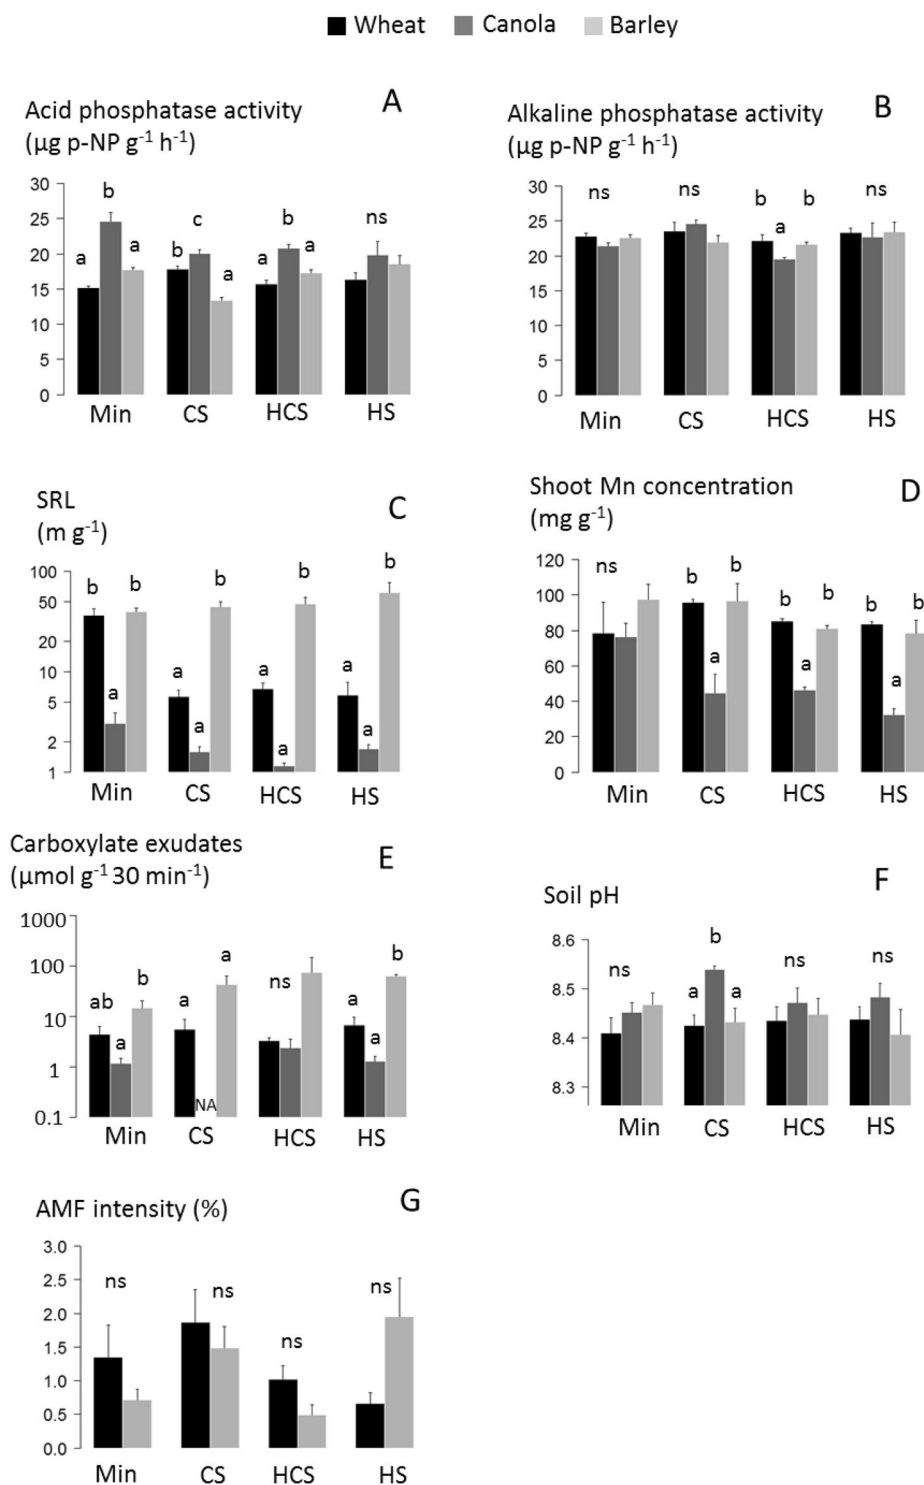 Wheat Canola Barley
Acid phosphatase activity
(µg p-NP g-1 h-1)
A
30
25
20
15
10
5
0
a b a
b c a
a b a
ns
Min CS HCS HS
Alkaline phosphatase activity
(µg p-NP g-1 h-1)
B
30
25
20
15
10
5
0
ns
ns
b a b
ns
Min CS HCS HS
SRL
(m g-1)
C
100
50
20
10
5
2
1
b a b
a a b
a a b
a a b
Min CS HCS HS
Shoot Mn concentration
(mg g-1)
D
120
100
80
60
40
20
0
ns
b a b
b a b
b a b
Min CS HCS HS
Carboxylate exudates
(µmol g-1 30 min-1)
E
1000
100
10
1
0.1
ab a b
a NA a
ns
a a b
Min CS HCS HS
Soil pH
F
8.6
8.5
8.4
8.3
ns
a b a
ns
ns
Min CS HCS HS
AMF intensity (%)
G
3.0
2.5
2.0
1.5
1.0
0.5
0.0
ns
ns
ns
ns
Min CS HCS HS